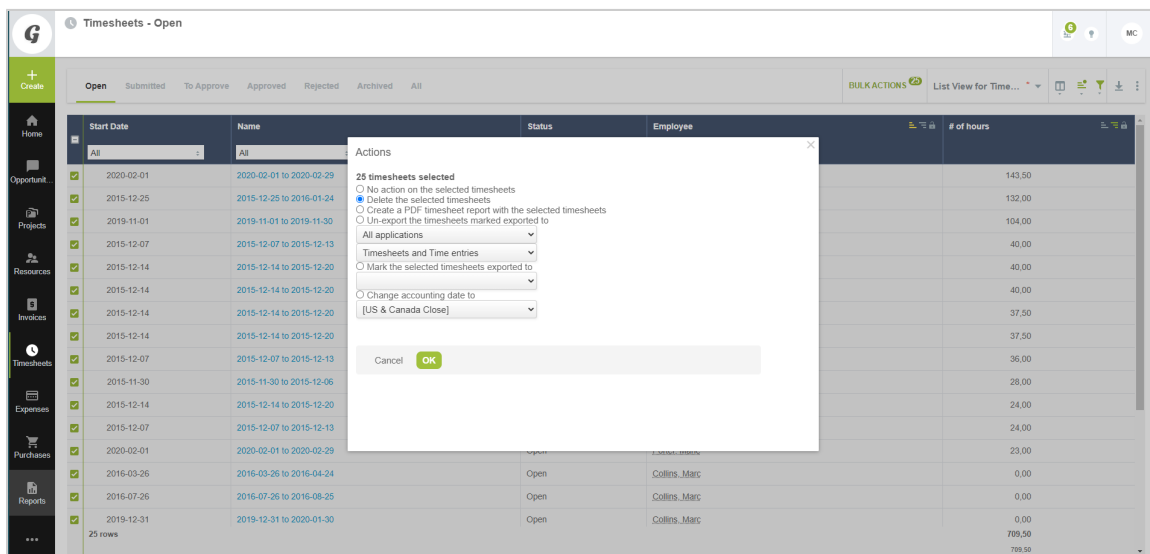 G
Timesheets - Open
6
MC
Create
Open Submitted To Approve Approved Rejected Archived All
BULK ACTIONS 25
List View for Time... *
Home
Opportunit...
Projects
Resources
Invoices
Timesheets
Expenses
Purchases
Reports
Start Date Name Status Employee # of hours
All All
2020-02-01 2020-02-01 to 2020-02-29 143,50
2015-12-25 2015-12-25 to 2016-01-24 132,00
2019-11-01 2019-11-01 to 2019-11-30 104,00
2015-12-07 2015-12-07 to 2015-12-13 40,00
2015-12-14 2015-12-14 to 2015-12-20 40,00
2015-12-14 2015-12-14 to 2015-12-20 40,00
2015-12-14 2015-12-14 to 2015-12-20 37,50
2015-12-14 2015-12-14 to 2015-12-20 37,50
2015-12-07 2015-12-07 to 2015-12-13 36,00
2015-11-30 2015-11-30 to 2015-12-06 28,00
2015-12-14 2015-12-14 to 2015-12-20 24,00
2015-12-07 2015-12-07 to 2015-12-13 24,00
2020-02-01 2020-02-01 to 2020-02-29 Open 23,00
2016-03-26 2016-03-26 to 2016-04-24 Open Collins, Marc 0,00
2016-07-26 2016-07-26 to 2016-08-25 Open Collins, Marc 0,00
2019-12-31 2019-12-31 to 2020-01-30 Open Collins, Marc 0,00
25 rows 709,50
709,50
Actions
25 timesheets selected
No action on the selected timesheets
Delete the selected timesheets
Create a PDF timesheet report with the selected timesheets
Un-export the timesheets marked exported to
All applications
Timesheets and Time entries
Mark the selected timesheets exported to
Change accounting date to
[US & Canada Close]
Cancel OK